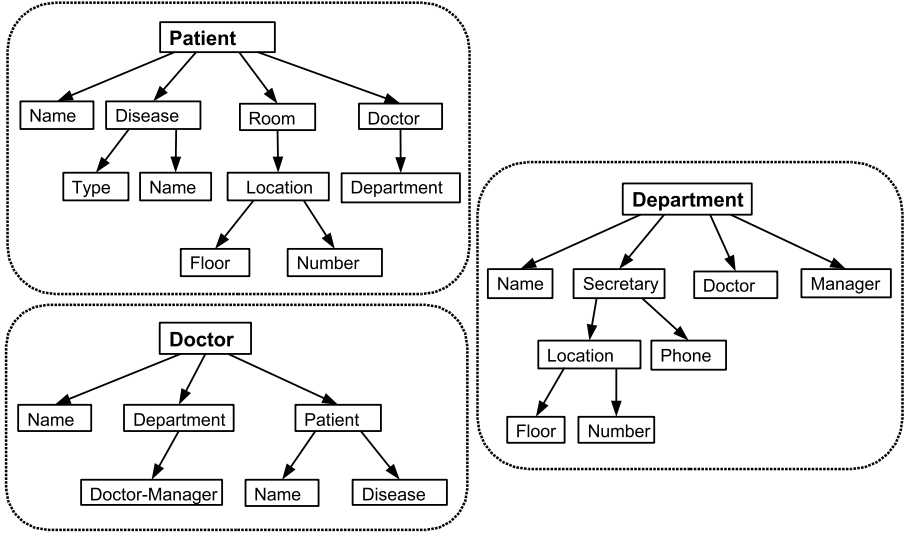 Patient
Name
Disease
Room
Doctor
Type
Name
Location
Department
Floor
Number
Doctor
Name
Department
Patient
Doctor-Manager
Name
Disease
Department
Name
Secretary
Doctor
Manager
Location
Phone
Floor
Number